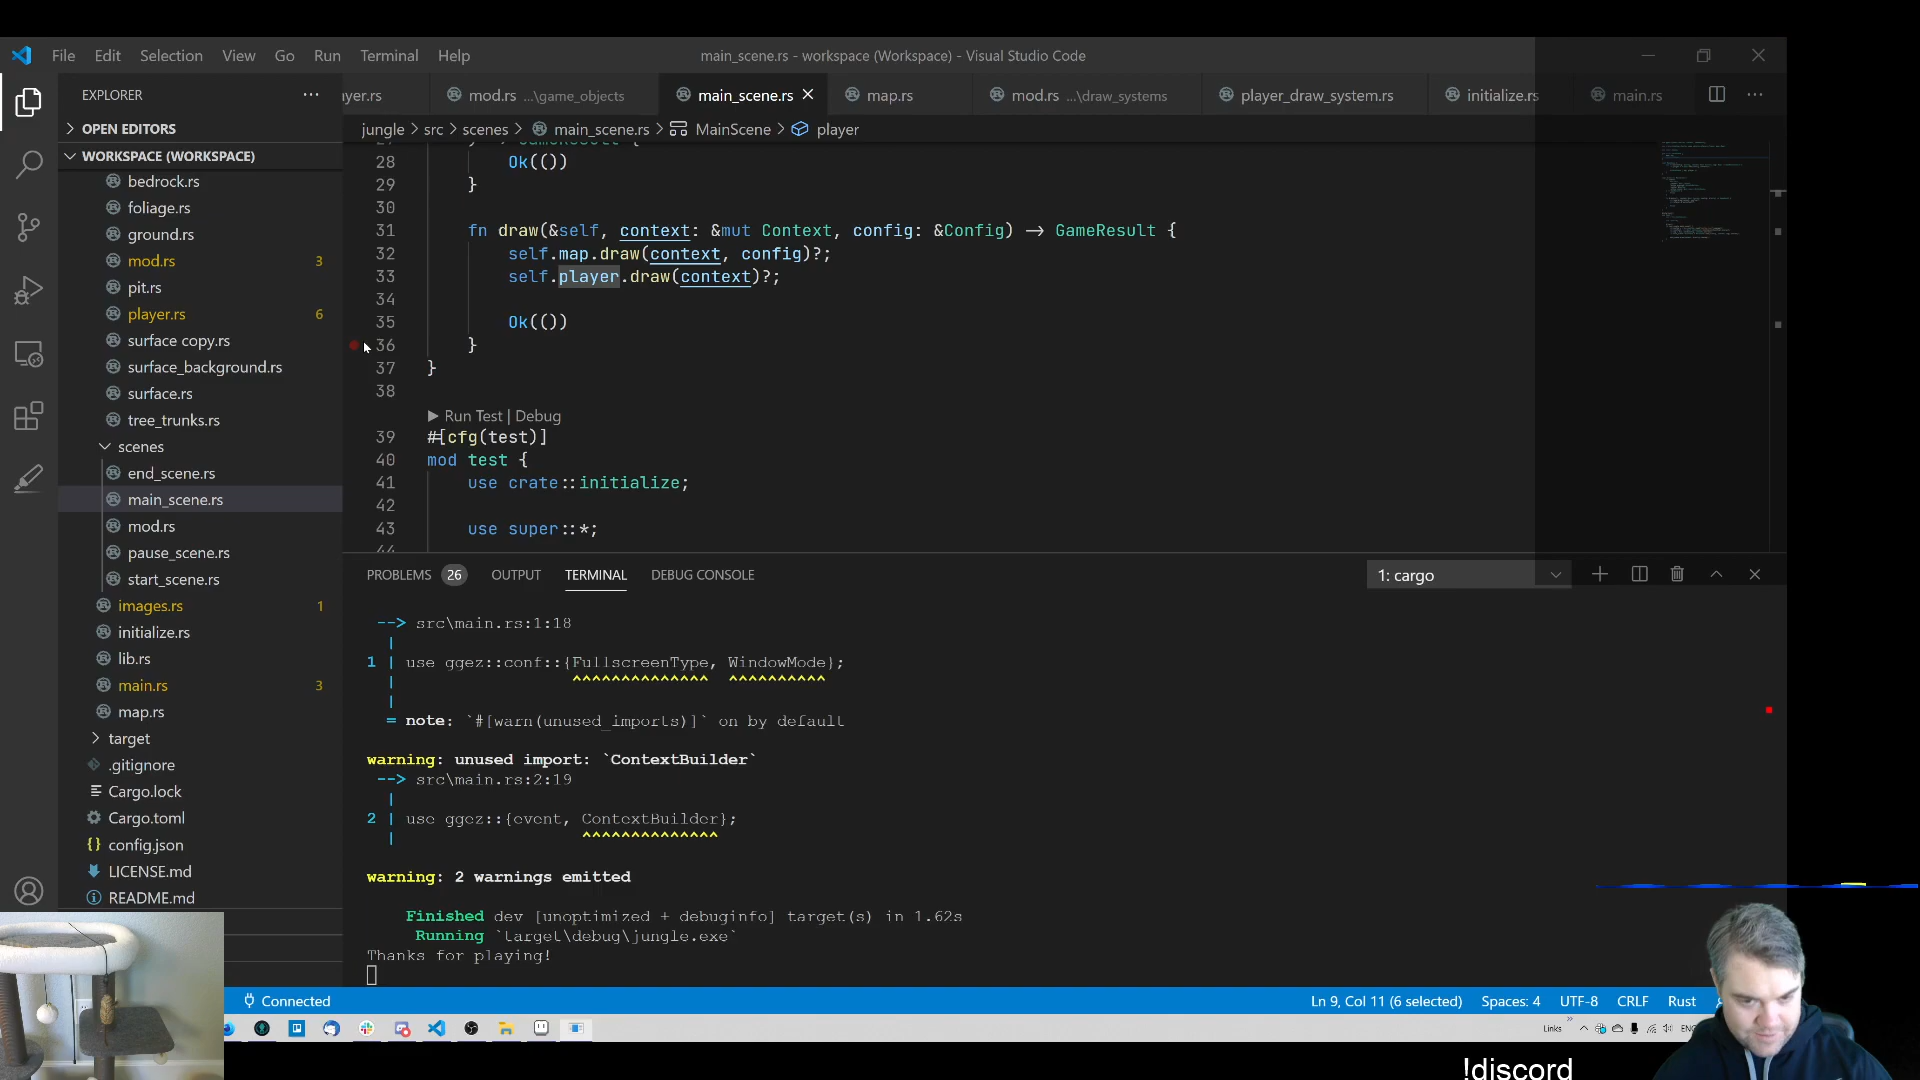 File Edit Selection View Go Run Terminal Help
main_scene.rs - workspace (Workspace) - Visual Studio Code
EXPLORER
OPEN EDITORS
WORKSPACE (WORKSPACE)
bedrock.rs
foliage.rs
ground.rs
mod.rs 3
pit.rs
player.rs 6
surface copy.rs
surface_background.rs
surface.rs
tree_trunks.rs
scenes
end_scene.rs
main_scene.rs
mod.rs
pause_scene.rs
start_scene.rs
images.rs 1
initialize.rs
lib.rs
main.rs 3
map.rs
target
.gitignore
Cargo.lock
Cargo.toml
config.json
LICENSE.md
README.md
yer.rs mod.rs ...\game_objects main_scene.rs map.rs mod.rs ...\draw_systems player_draw_system.rs initialize.rs main.rs
jungle > src > scenes > main_scene.rs > MainScene > player
28 Ok(())
29 }
30
31 fn draw(&self, context: &mut Context, config: &Config) → GameResult {
32 self.map.draw(context, config)?;
33 self.player.draw(context)?;
34
35 Ok(())
36 }
37 }
38
Run Test | Debug
39 #[cfg(test)]
40 mod test {
41 use crate::initialize;
42
43 use super::*;
44
PROBLEMS 26 OUTPUT TERMINAL DEBUG CONSOLE
1: cargo
--> src\main.rs:1:18
|
1 | use ggez::conf::{FullscreenType, WindowMode};
| ^^^^^^^^^^^^^^ ^^^^^^^^^^
|
= note: `#[warn(unused_imports)]` on by default
warning: unused import: `ContextBuilder`
--> src\main.rs:2:19
|
2 | use ggez::{event, ContextBuilder};
| ^^^^^^^^^^^^^^
warning: 2 warnings emitted
Finished dev [unoptimized + debuginfo] target(s) in 1.62s
Running `target\debug\jungle.exe`
Thanks for playing!
Connected
Ln 9, Col 11 (6 selected) Spaces: 4 UTF-8 CRLF Rust
Links
ENG
!discord